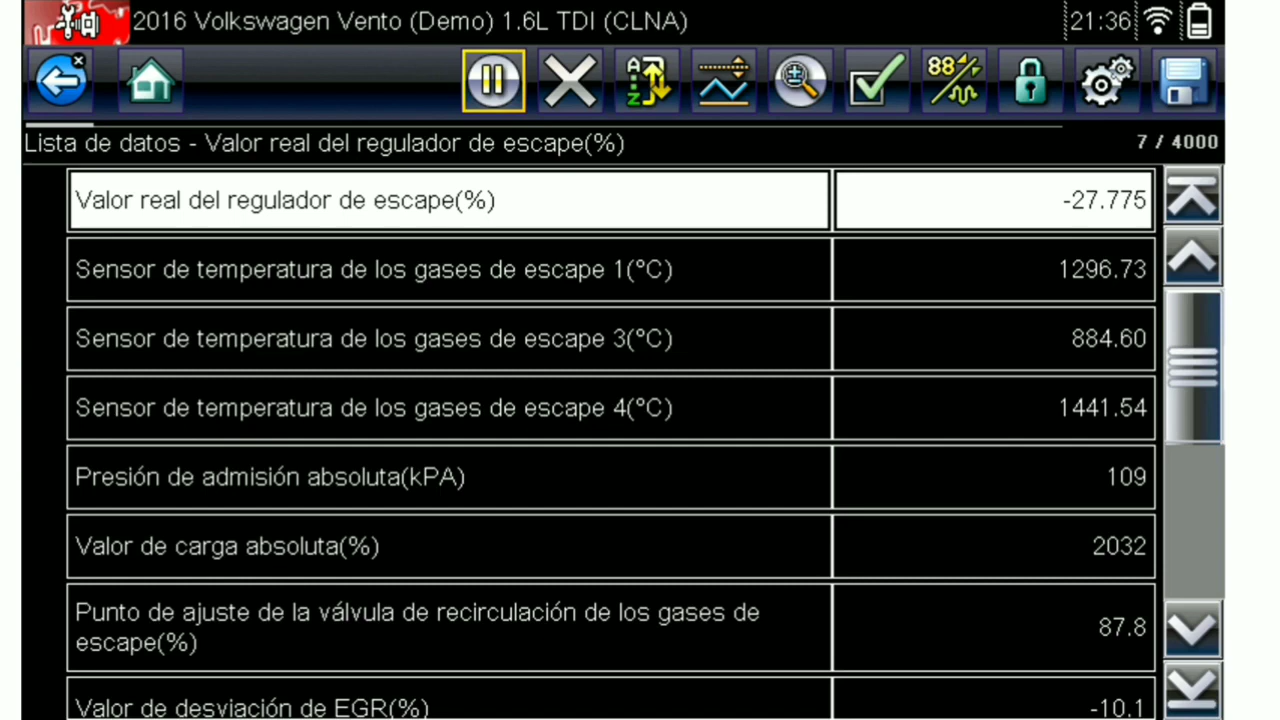 2016 Volkswagen Vento (Demo) 1.6L TDI (CLNA) 21:36
Lista de datos - Valor real del regulador de escape(%) 7 / 4000
Valor real del regulador de escape(%) -27.775
Sensor de temperatura de los gases de escape 1(°C) 1296.73
Sensor de temperatura de los gases de escape 3(°C) 884.60
Sensor de temperatura de los gases de escape 4(°C) 1441.54
Presión de admisión absoluta(kPA) 109
Valor de carga absoluta(%) 2032
Punto de ajuste de la válvula de recirculación de los gases de
escape(%) 87.8
Valor de desviación de EGR(%) -10.1